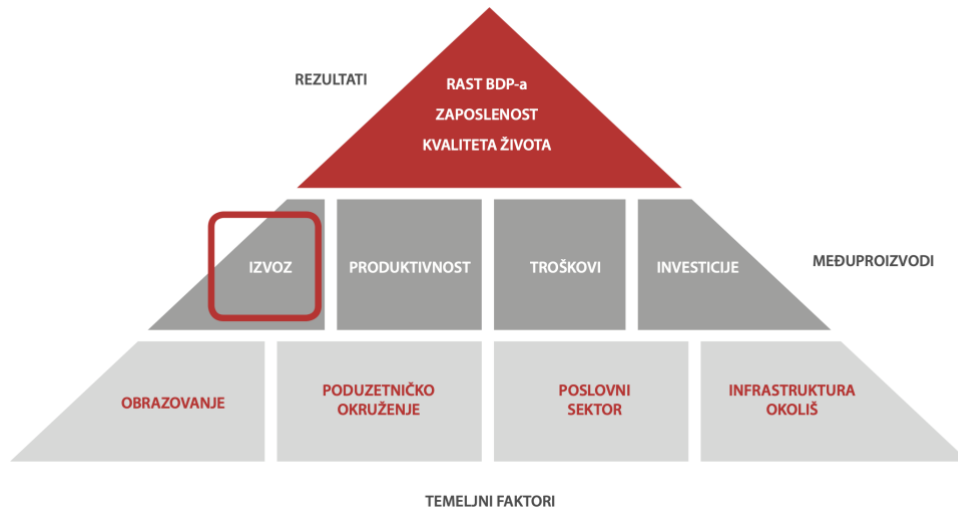 REZULTATI
RAST BDP-a
ZAPOSLENOST
KVALITETA ŽIVOTA
IZVOZ
PRODUKTIVNOST
TROŠKOVI
INVESTICIJE
MEĐUPROIZVODI
OBRAZOVANJE
PODUZETNIČKO
OKRUŽENJE
POSLOVNI
SEKTOR
INFRASTRUKTURA
OKOLIŠ
TEMELJNI FAKTORI